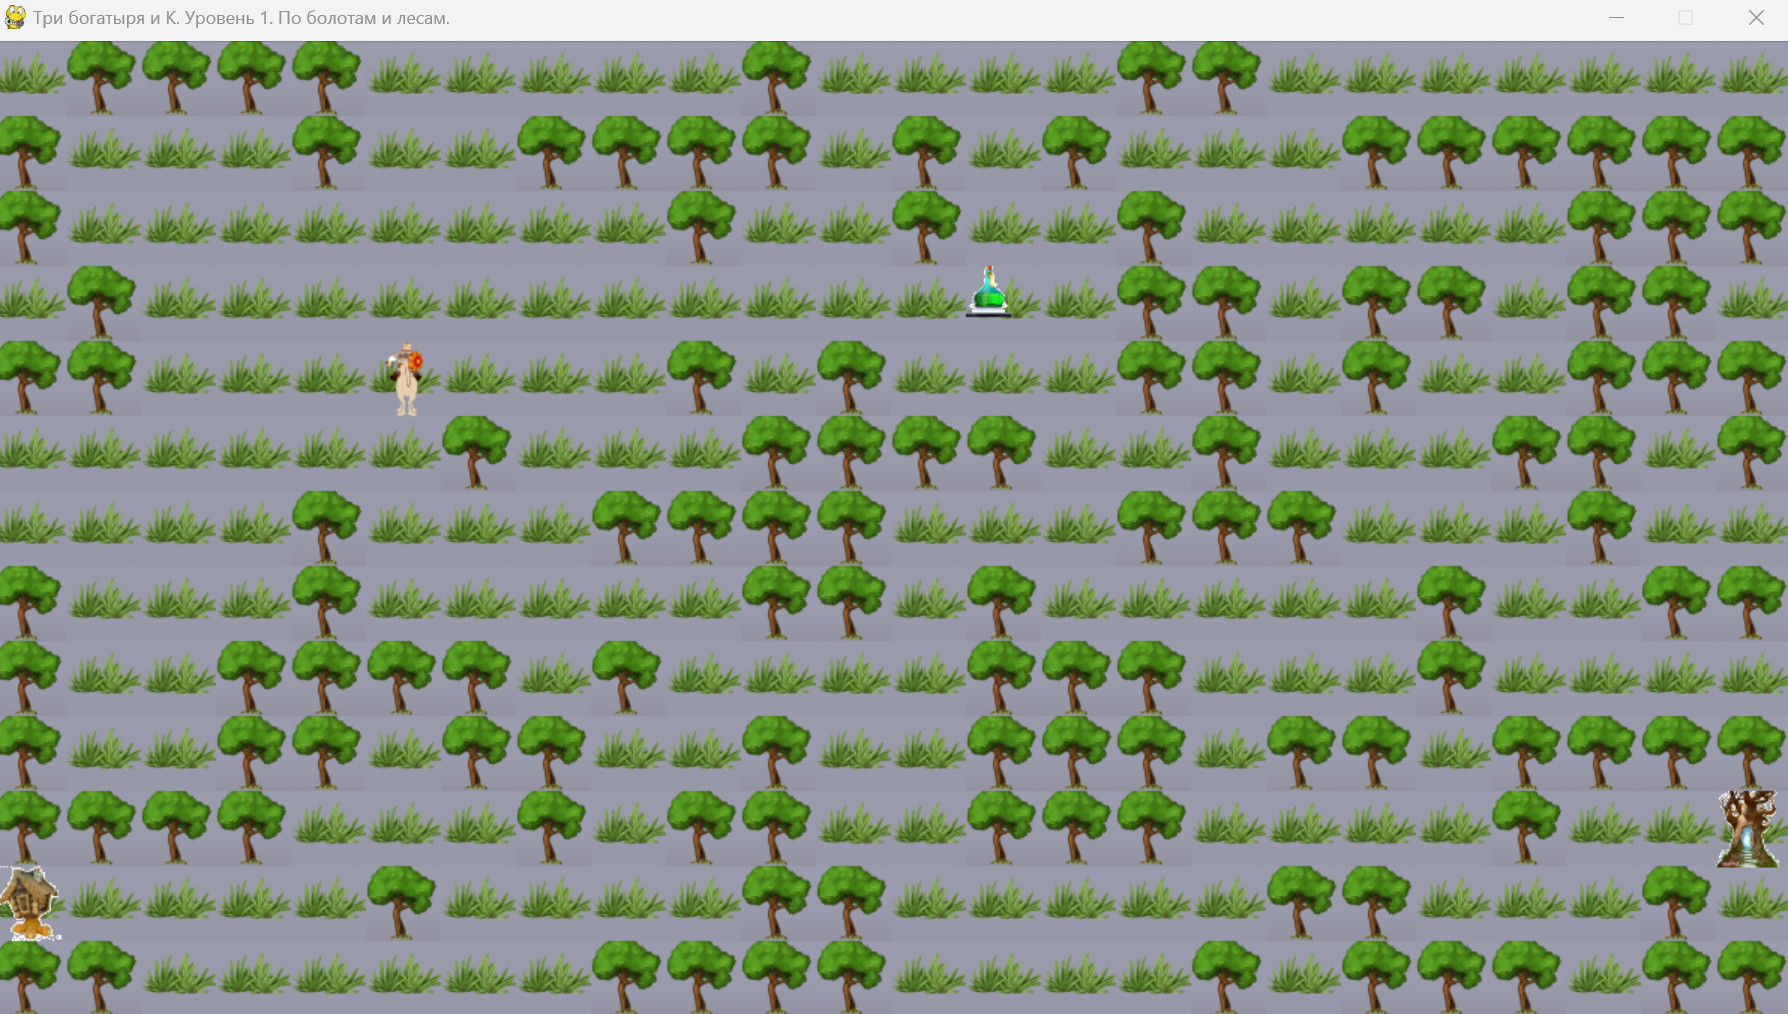 Три богатыря и К. Уровень 1. По болотам и лесам.